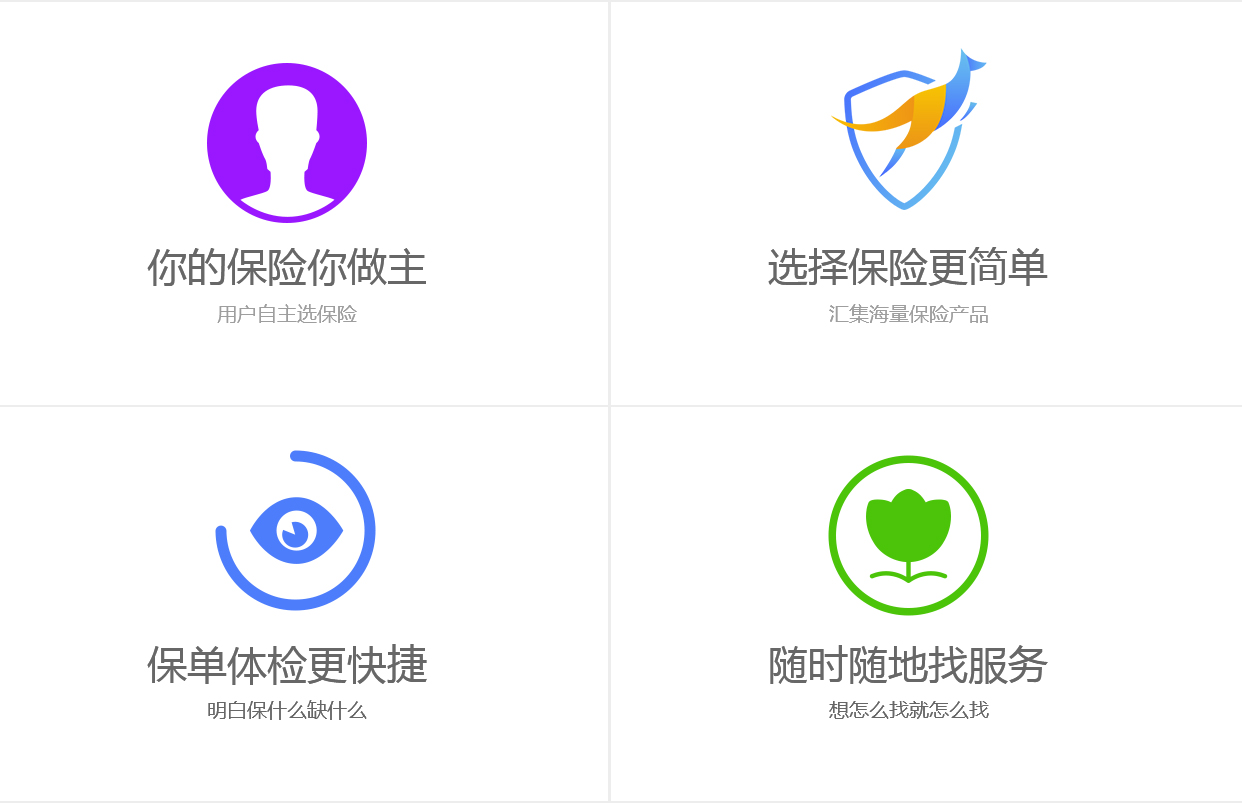 你的保险你做主
用户自主选保险
选择保险更简单
汇集海量保险产品
保单体检更快捷
明白保什么缺什么
随时随地找服务
想怎么找就怎么找